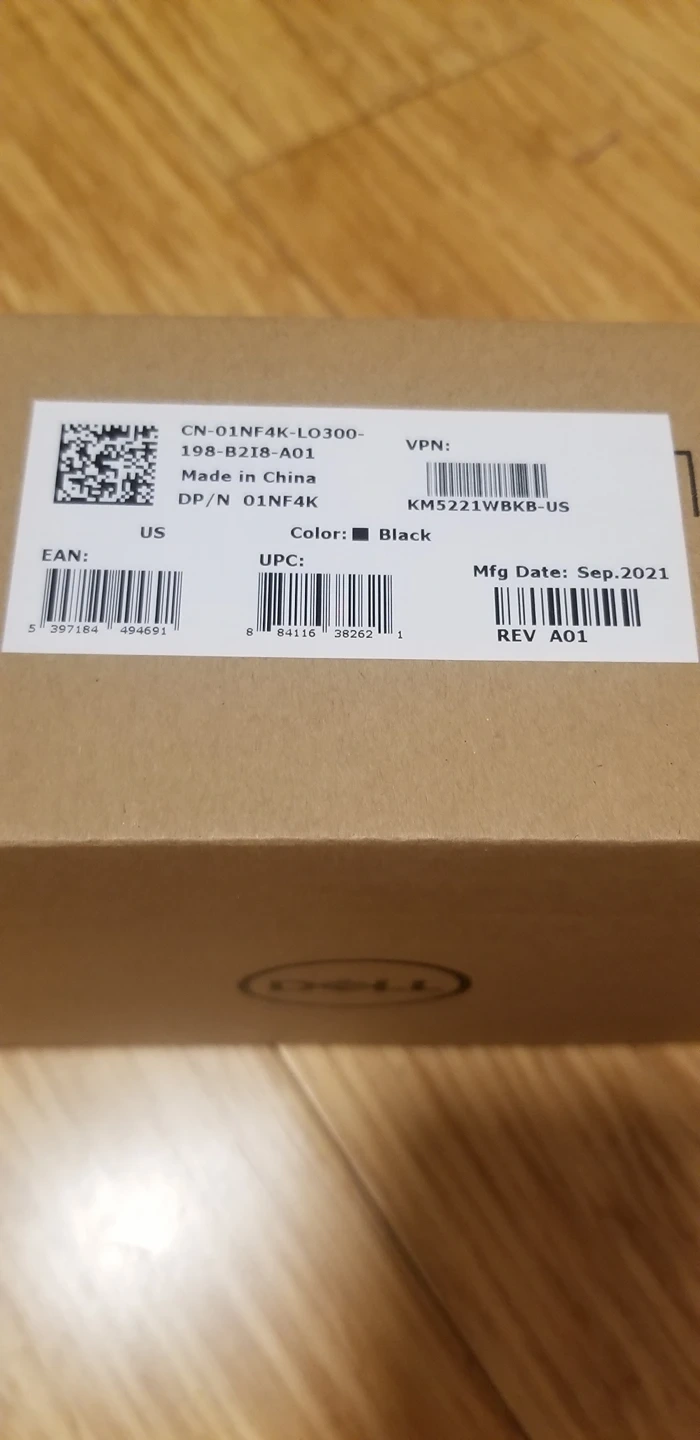 CN-01NF4K-LO300-
198-B2I8-A01
Made in China
DP/N 01NF4K
VPN:
KM5221WBKB-US
US
Color: Black
EAN:
5 397184 494691
UPC:
8 84116 38262 1
Mfg Date: Sep.2021
REV A01
DELL